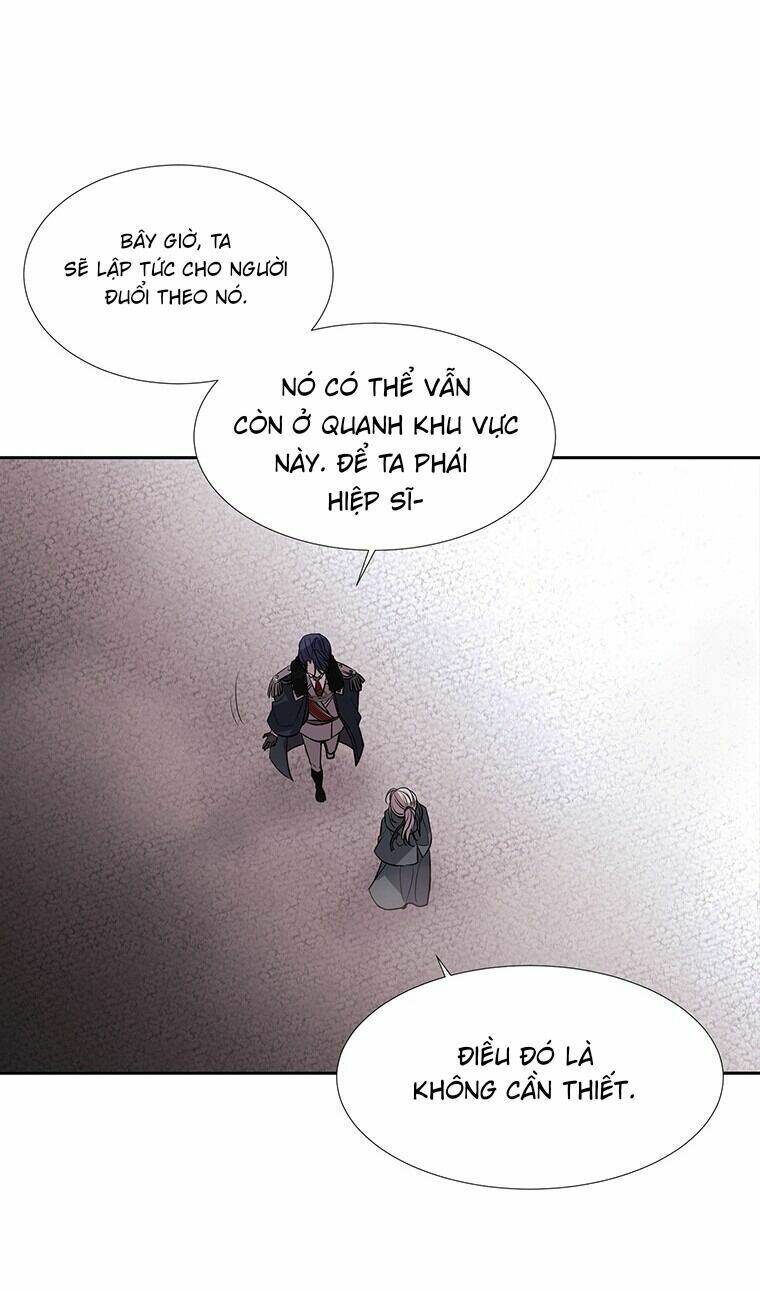 BÂY GIỜ, TA
SẼ LẬP TỨC CHO NGƯỜI
ĐUỔI THEO NÓ.
NÓ CÓ THỂ VẪN
CÒN Ở QUANH KHU VỰC
NÀY. ĐỂ TA PHÁI
HIỆP SĨ-
ĐIỀU ĐÓ LÀ
KHÔNG CẦN THIẾT.